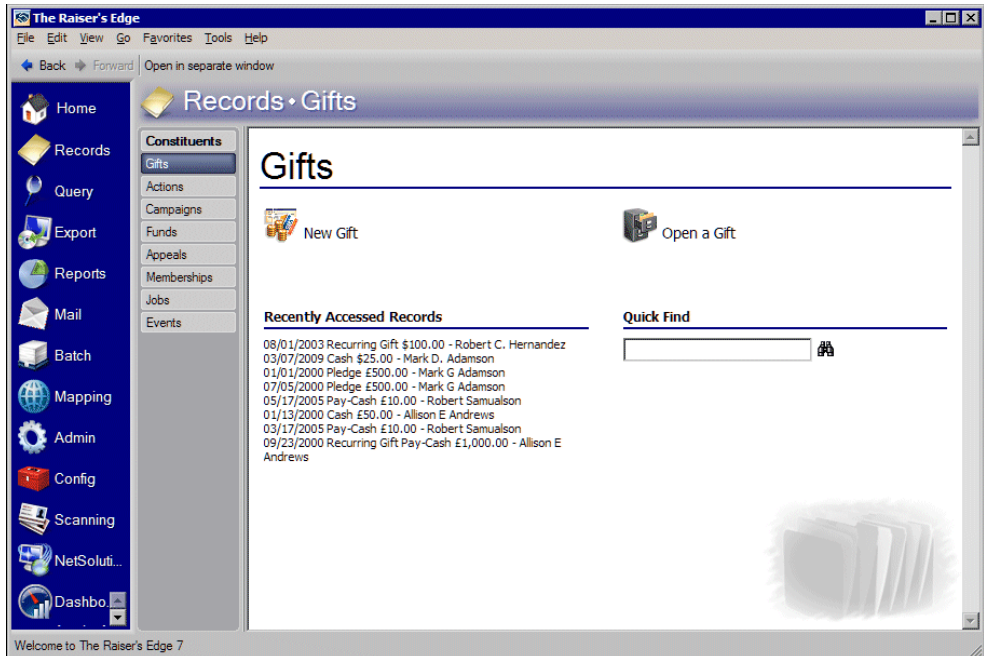 The Raiser's Edge
File Edit View Go Favorites Tools Help
Back Forward Open in separate window
Records • Gifts
Home
Records
Query
Export
Reports
Mail
Batch
Mapping
Admin
Config
Scanning
NetSoluti...
Dashbo.
Constituents
Gifts
Actions
Campaigns
Funds
Appeals
Memberships
Jobs
Events
Gifts
New Gift
Open a Gift
Recently Accessed Records
08/01/2003 Recurring Gift $100.00 - Robert C. Hernandez
03/07/2009 Cash $25.00 - Mark D. Adamson
01/01/2000 Pledge £500.00 - Mark G Adamson
07/05/2000 Pledge £500.00 - Mark G Adamson
05/17/2005 Pay-Cash £10.00 - Robert Samualson
01/13/2000 Cash £50.00 - Allison E Andrews
03/17/2005 Pay-Cash £10.00 - Robert Samualson
09/23/2000 Recurring Gift Pay-Cash £1,000.00 - Allison E
Andrews
Quick Find
Welcome to The Raiser's Edge 7